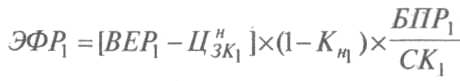 ЭФР₁ = [ВЕР₁ − Ц^н_ЗК₁] × (1 − К_н₁) × БПР₁ / СК₁